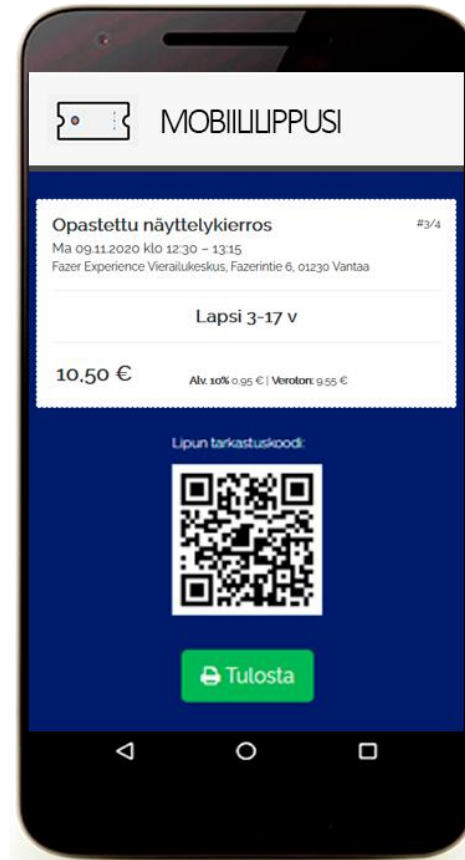 MOBIILILIPPUSI
Opastettu näyttelykierros #3/4
Ma 09.11.2020 klo 12:30 – 13:15
Fazer Experience Vierailukeskus, Fazerintie 6, 01230 Vantaa
Lapsi 3-17 v
10,50 € Alv. 10% 0.95 € | Veroton: 9.55 €
Lipun tarkastuskoodi:
Tulosta